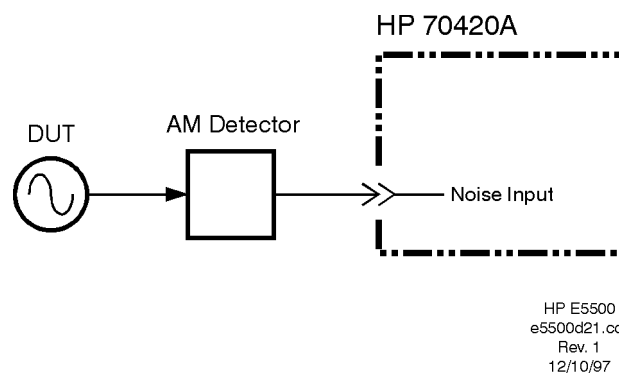 HP 70420A
DUT
AM Detector
Noise Input
HP E5500
Rev. 1
12/10/97